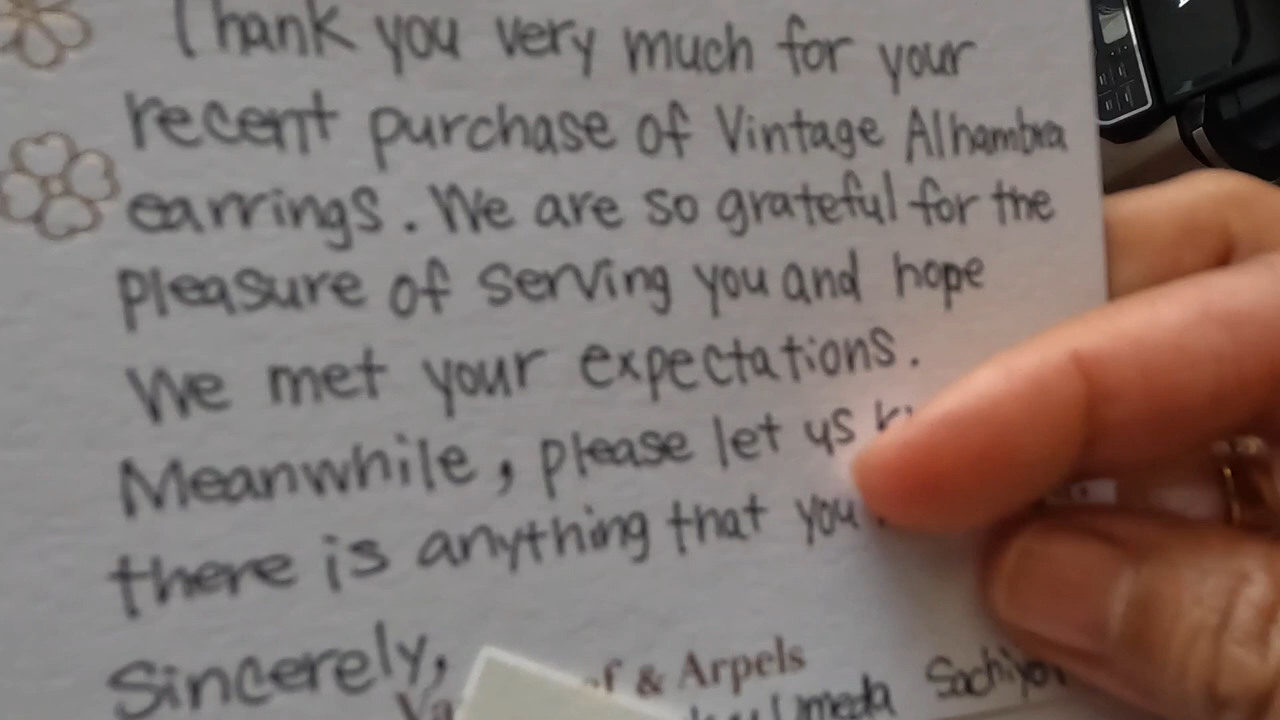 Thank you very much for your
recent purchase of Vintage Alhambra
earrings. We are so grateful for the
pleasure of serving you and hope
We met your expectations.
Meanwhile, please let us
there is anything that you
Sincerely,
& Arpels
Umeda